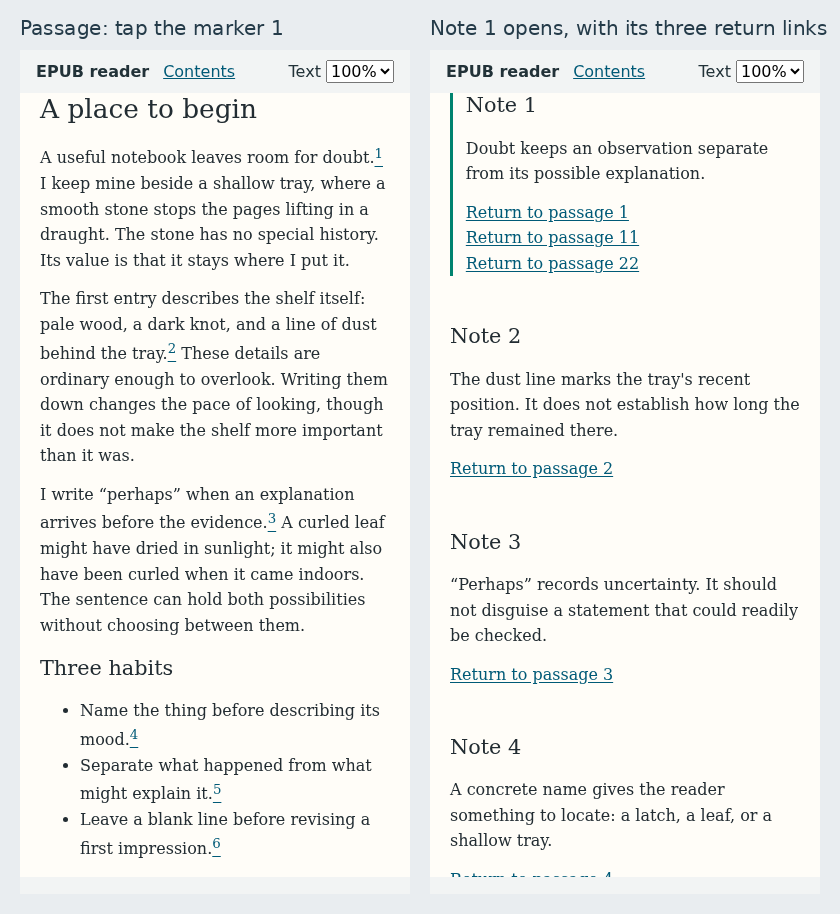 Passage: tap the marker 1
EPUB reader Contents Text 100%
A place to begin
A useful notebook leaves room for doubt.1
I keep mine beside a shallow tray, where a
smooth stone stops the pages lifting in a
draught. The stone has no special history.
Its value is that it stays where I put it.
The first entry describes the shelf itself:
pale wood, a dark knot, and a line of dust
behind the tray.2 These details are
ordinary enough to overlook. Writing them
down changes the pace of looking, though
it does not make the shelf more important
than it was.
I write “perhaps” when an explanation
arrives before the evidence.3 A curled leaf
might have dried in sunlight; it might also
have been curled when it came indoors.
The sentence can hold both possibilities
without choosing between them.
Three habits
• Name the thing before describing its
mood.4
• Separate what happened from what
might explain it.5
• Leave a blank line before revising a
first impression.6
Note 1 opens, with its three return links
EPUB reader Contents Text 100%
Note 1
Doubt keeps an observation separate
from its possible explanation.
Return to passage 1
Return to passage 11
Return to passage 22
Note 2
The dust line marks the tray's recent
position. It does not establish how long the
tray remained there.
Return to passage 2
Note 3
“Perhaps” records uncertainty. It should
not disguise a statement that could readily
be checked.
Return to passage 3
Note 4
A concrete name gives the reader
something to locate: a latch, a leaf, or a
shallow tray.
Return to passage 4